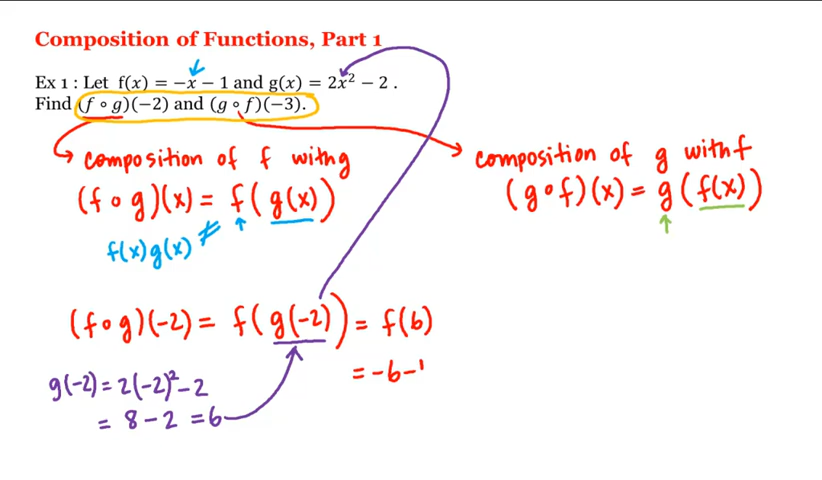 Composition of Functions, Part 1
Ex 1 : Let f(x) = −x − 1 and g(x) = 2x² − 2 .
Find (f ∘ g)(−2) and (g ∘ f)(−3).
composition of f with g
(f ∘ g)(x) = f(g(x))
f(x)g(x) ≠
composition of g with f
(g ∘ f)(x) = g(f(x))
(f ∘ g)(−2) = f(g(−2)) = f(6)
= −6 − 1
g(−2) = 2(−2)² − 2
= 8 − 2 = 6